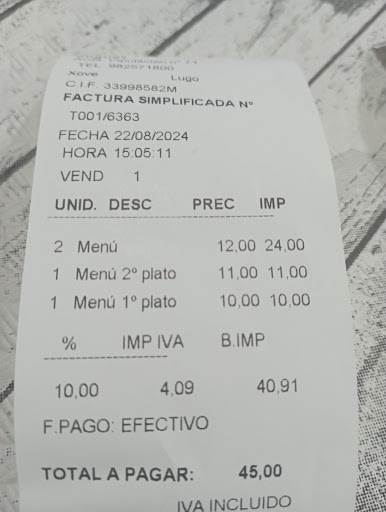 TEL. 982571800
Xove Lugo
C.I.F. 33998582M
FACTURA SIMPLIFICADA Nº
T001/6363
FECHA 22/08/2024
HORA 15:05:11
VEND 1
UNID. DESC PREC IMP
2 Menú 12,00 24,00
1 Menú 2º plato 11,00 11,00
1 Menú 1º plato 10,00 10,00
% IMP IVA B.IMP
10,00 4,09 40,91
F.PAGO: EFECTIVO
TOTAL A PAGAR: 45,00
IVA INCLUIDO